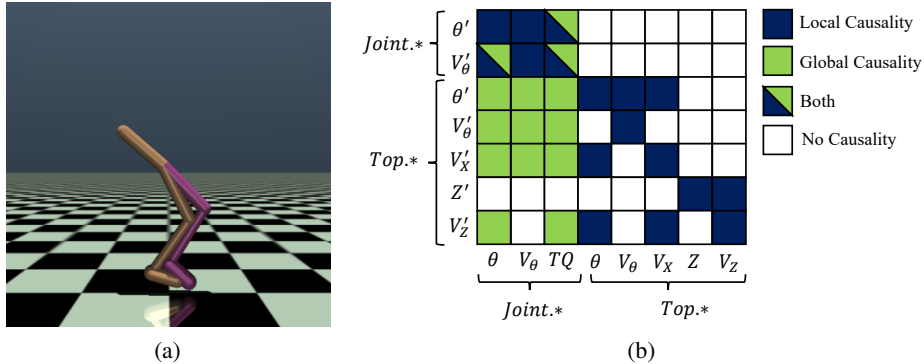 θ′
V′θ
Joint.*
θ′
V′θ
V′X
Z′
V′Z
Top.*
θ Vθ TQ θ Vθ VX Z VZ
Joint.* Top.*
Local Causality
Global Causality
Both
No Causality
(a) (b)